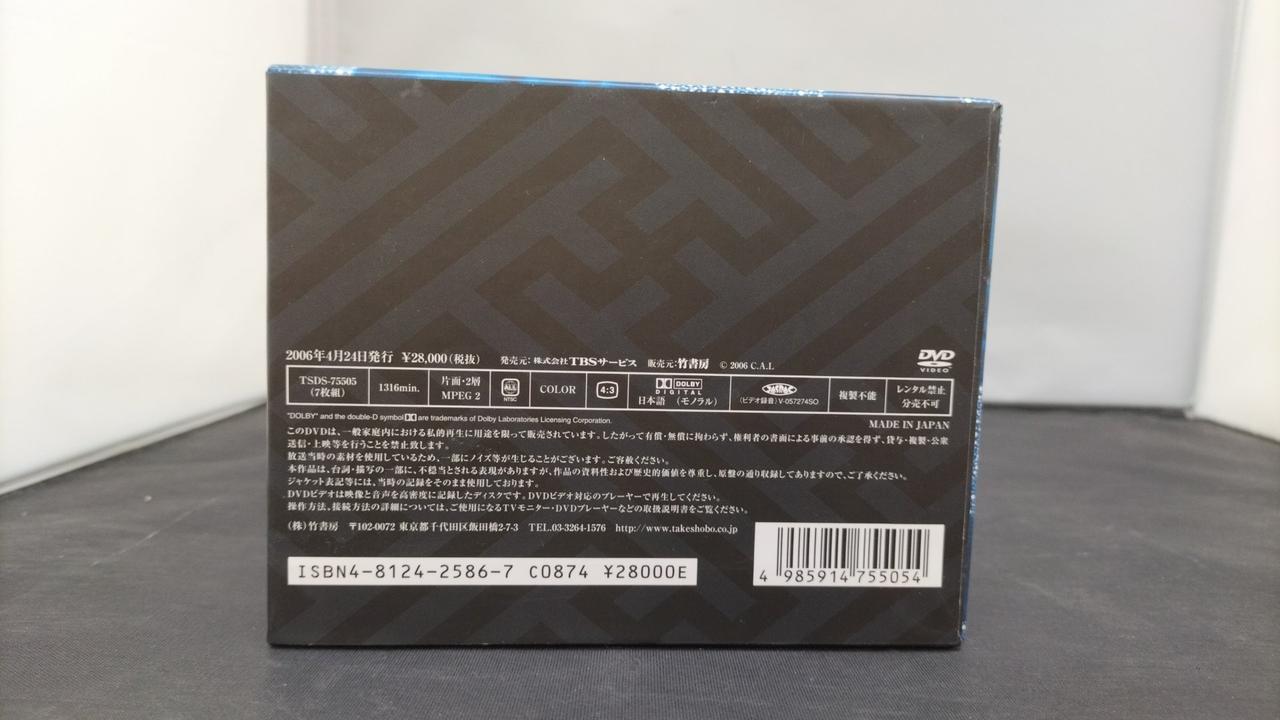 2006年4月24日発行 ¥28,000(税抜) 発売元:株式会社TBSサービス 販売元:竹書房 © 2006 C.A.L
DVD VIDEO
TSDS-75505 (7枚組) 1316min. 片面・2層 MPEG 2 ALL NTSC COLOR 4:3 DOLBY DIGITAL 日本語 (モノラル) JASRAC (ビデオ録音)V-057274SO 複製不能 レンタル禁止 分売不可
"DOLBY" and the double-D symbol are trademarks of Dolby Laboratories Licensing Corporation.
MADE IN JAPAN
このDVDは、一般家庭内における私的再生に用途を限って販売されています。したがって有償・無償に拘わらず、権利者の書面による事前の承認を得ず、貸与・複製・公衆
送信・上映等を行うことを禁止致します。
放送当時の素材を使用しているため、一部にノイズ等が生じることがございます。ご容赦ください。
本作品は、台詞・描写の一部に、不穏当とされる表現がありますが、作品の資料性および歴史的価値を尊重し、原盤の通り収録してありますので、ご了承ください。
ジャケット表記等には、当時の記録をそのまま使用しております。
DVDビデオは映像と音声を高密度に記録したディスクです。DVDビデオ対応のプレーヤーで再生してください。
操作方法、接続方法の詳細については、ご使用になるTVモニター・DVDプレーヤーなどの取扱説明書をご覧ください。
(株)竹書房 〒102-0072 東京都千代田区飯田橋2-7-3 TEL.03-3264-1576 http://www.takeshobo.co.jp
ISBN4-8124-2586-7 C0874 ¥28000E
4 985914 755054